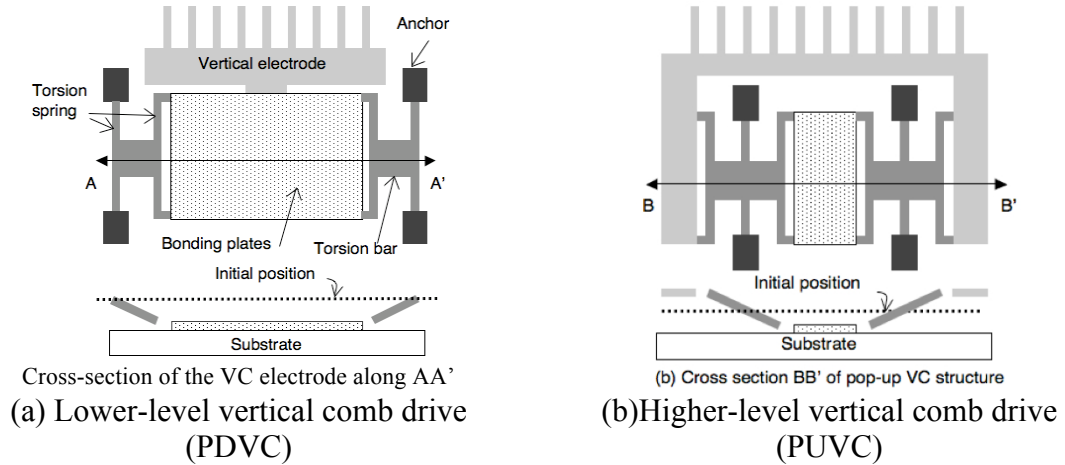 Anchor
Vertical electrode
Torsion
spring
A
A'
Bonding plates
Torsion bar
Initial position
Substrate
Cross-section of the VC electrode along AA'
(a) Lower-level vertical comb drive
(PDVC)
B
B'
Initial position
Substrate
(b) Cross section BB' of pop-up VC structure
(b)Higher-level vertical comb drive
(PUVC)